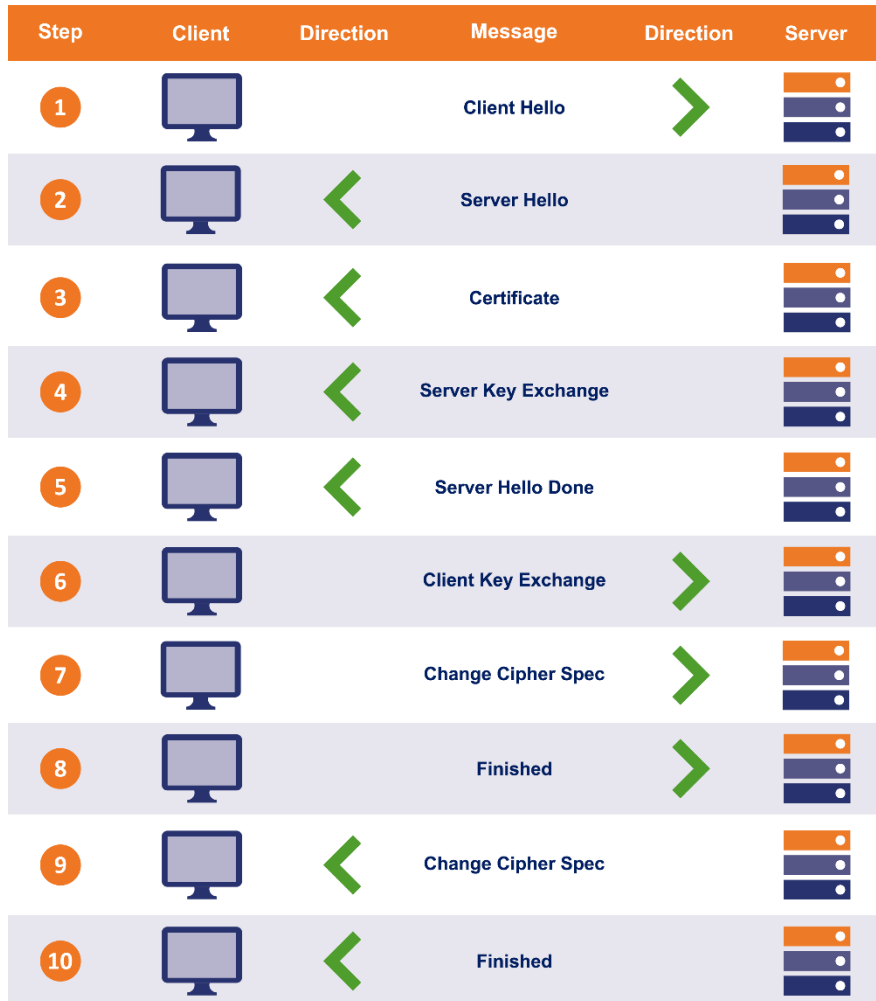 Step Client Direction Message Direction Server
1 Client Hello
2 Server Hello
3 Certificate
4 Server Key Exchange
5 Server Hello Done
6 Client Key Exchange
7 Change Cipher Spec
8 Finished
9 Change Cipher Spec
10 Finished